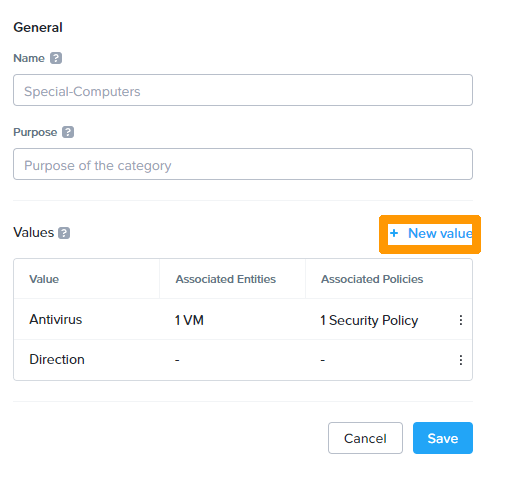 General
Name ?
Special-Computers
Purpose ?
Purpose of the category
Values ?
+ New value
Value Associated Entities Associated Policies
Antivirus 1 VM 1 Security Policy
Direction - -
Cancel Save